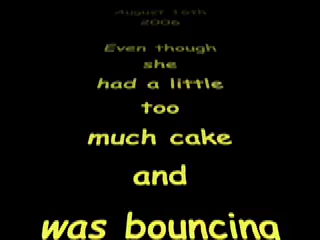 August 16th
2006
Even though
she
had a little
too
much cake
and
was bouncing